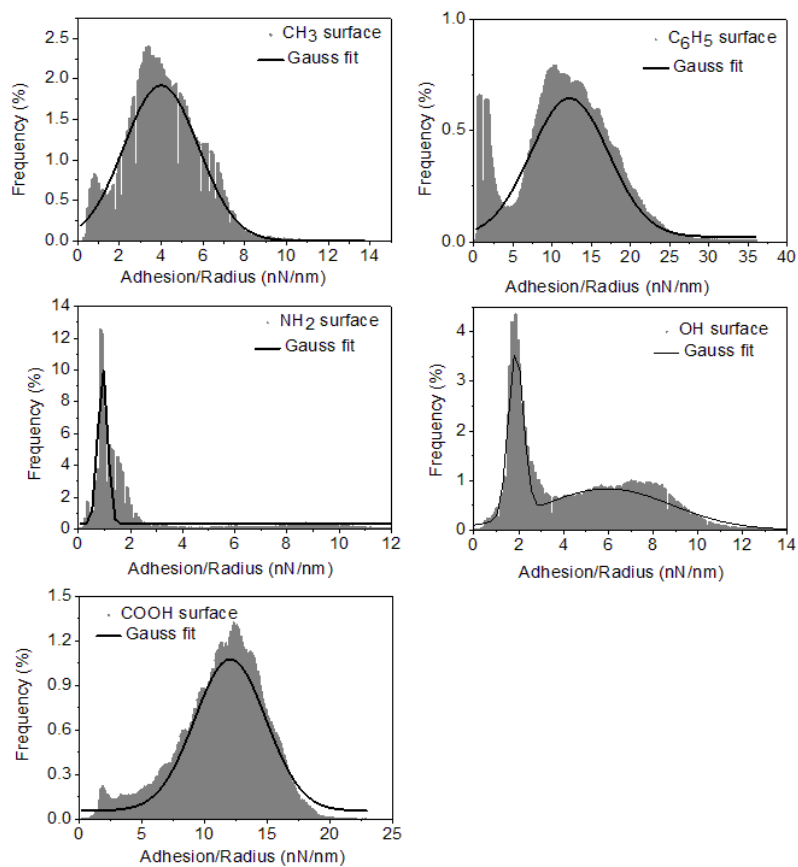 CH3 surface
Gauss fit
2.5
2.0
1.5
1.0
0.5
0.0
Frequency (%)
0 2 4 6 8 10 12 14
Adhesion/Radius (nN/nm)
C6H5 surface
Gauss fit
1.0
0.5
0.0
Frequency (%)
0 5 10 15 20 25 30 35 40
Adhesion/Radius (nN/nm)
NH2 surface
Gauss fit
14
12
10
8
6
4
2
0
Frequency (%)
0 2 4 6 8 10 12
Adhesion/Radius (nN/nm)
OH surface
Gauss fit
4
3
2
1
0
Frequency (%)
0 2 4 6 8 10 12 14
Adhesion/Radius (nN/nm)
COOH surface
Gauss fit
1.5
1.2
0.9
0.6
0.3
0.0
Frequency (%)
0 5 10 15 20 25
Adhesion/Radius (nN/nm)